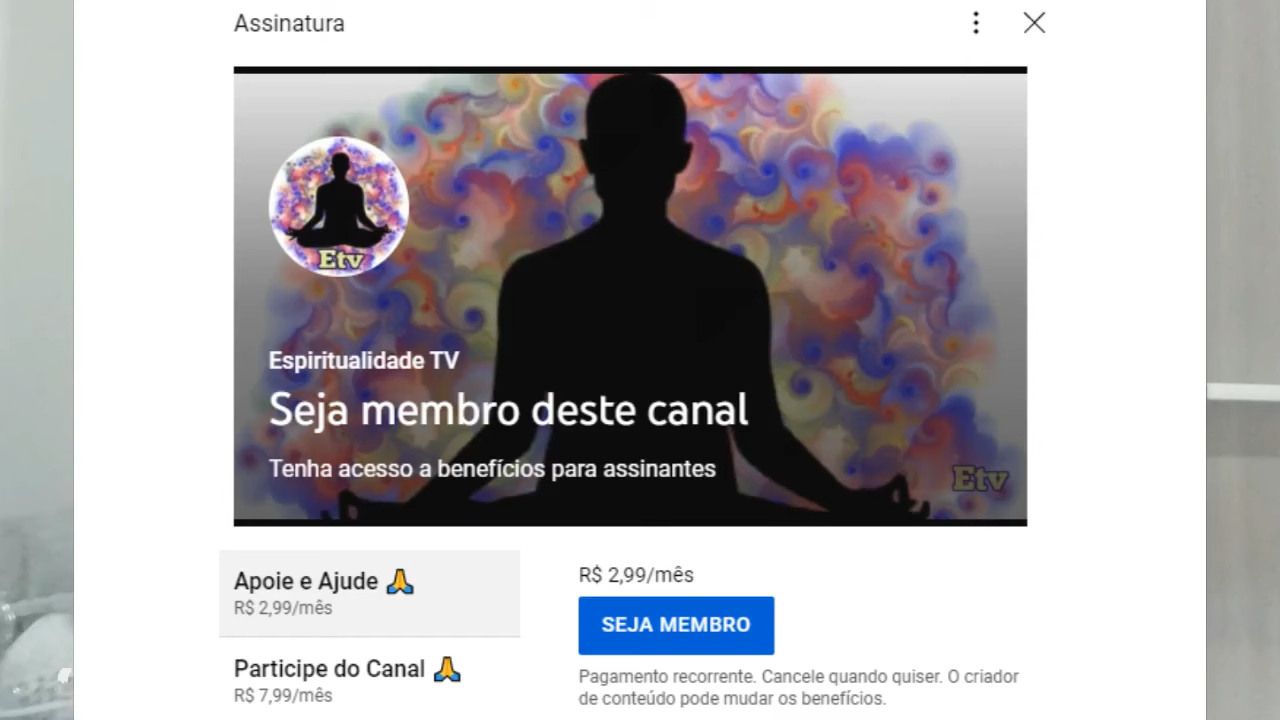 Assinatura
Etv
Espiritualidade TV
Seja membro deste canal
Tenha acesso a benefícios para assinantes
Etv
Apoie e Ajude 🙏
R$ 2,99/mês
Participe do Canal 🙏
R$ 7,99/mês
R$ 2,99/mês
SEJA MEMBRO
Pagamento recorrente. Cancele quando quiser. O criador
de conteúdo pode mudar os benefícios.